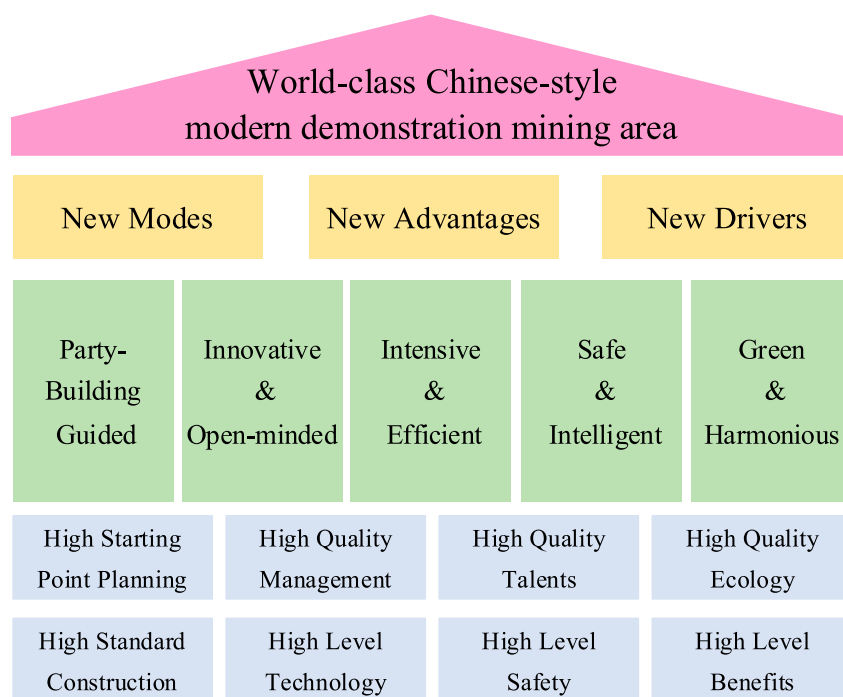 World-class Chinese-style
modern demonstration mining area
New Modes
New Advantages
New Drivers
Party-
Building
Guided
Innovative
&
Open-minded
Intensive
&
Efficient
Safe
&
Intelligent
Green
&
Harmonious
High Starting
Point Planning
High Quality
Management
High Quality
Talents
High Quality
Ecology
High Standard
Construction
High Level
Technology
High Level
Safety
High Level
Benefits